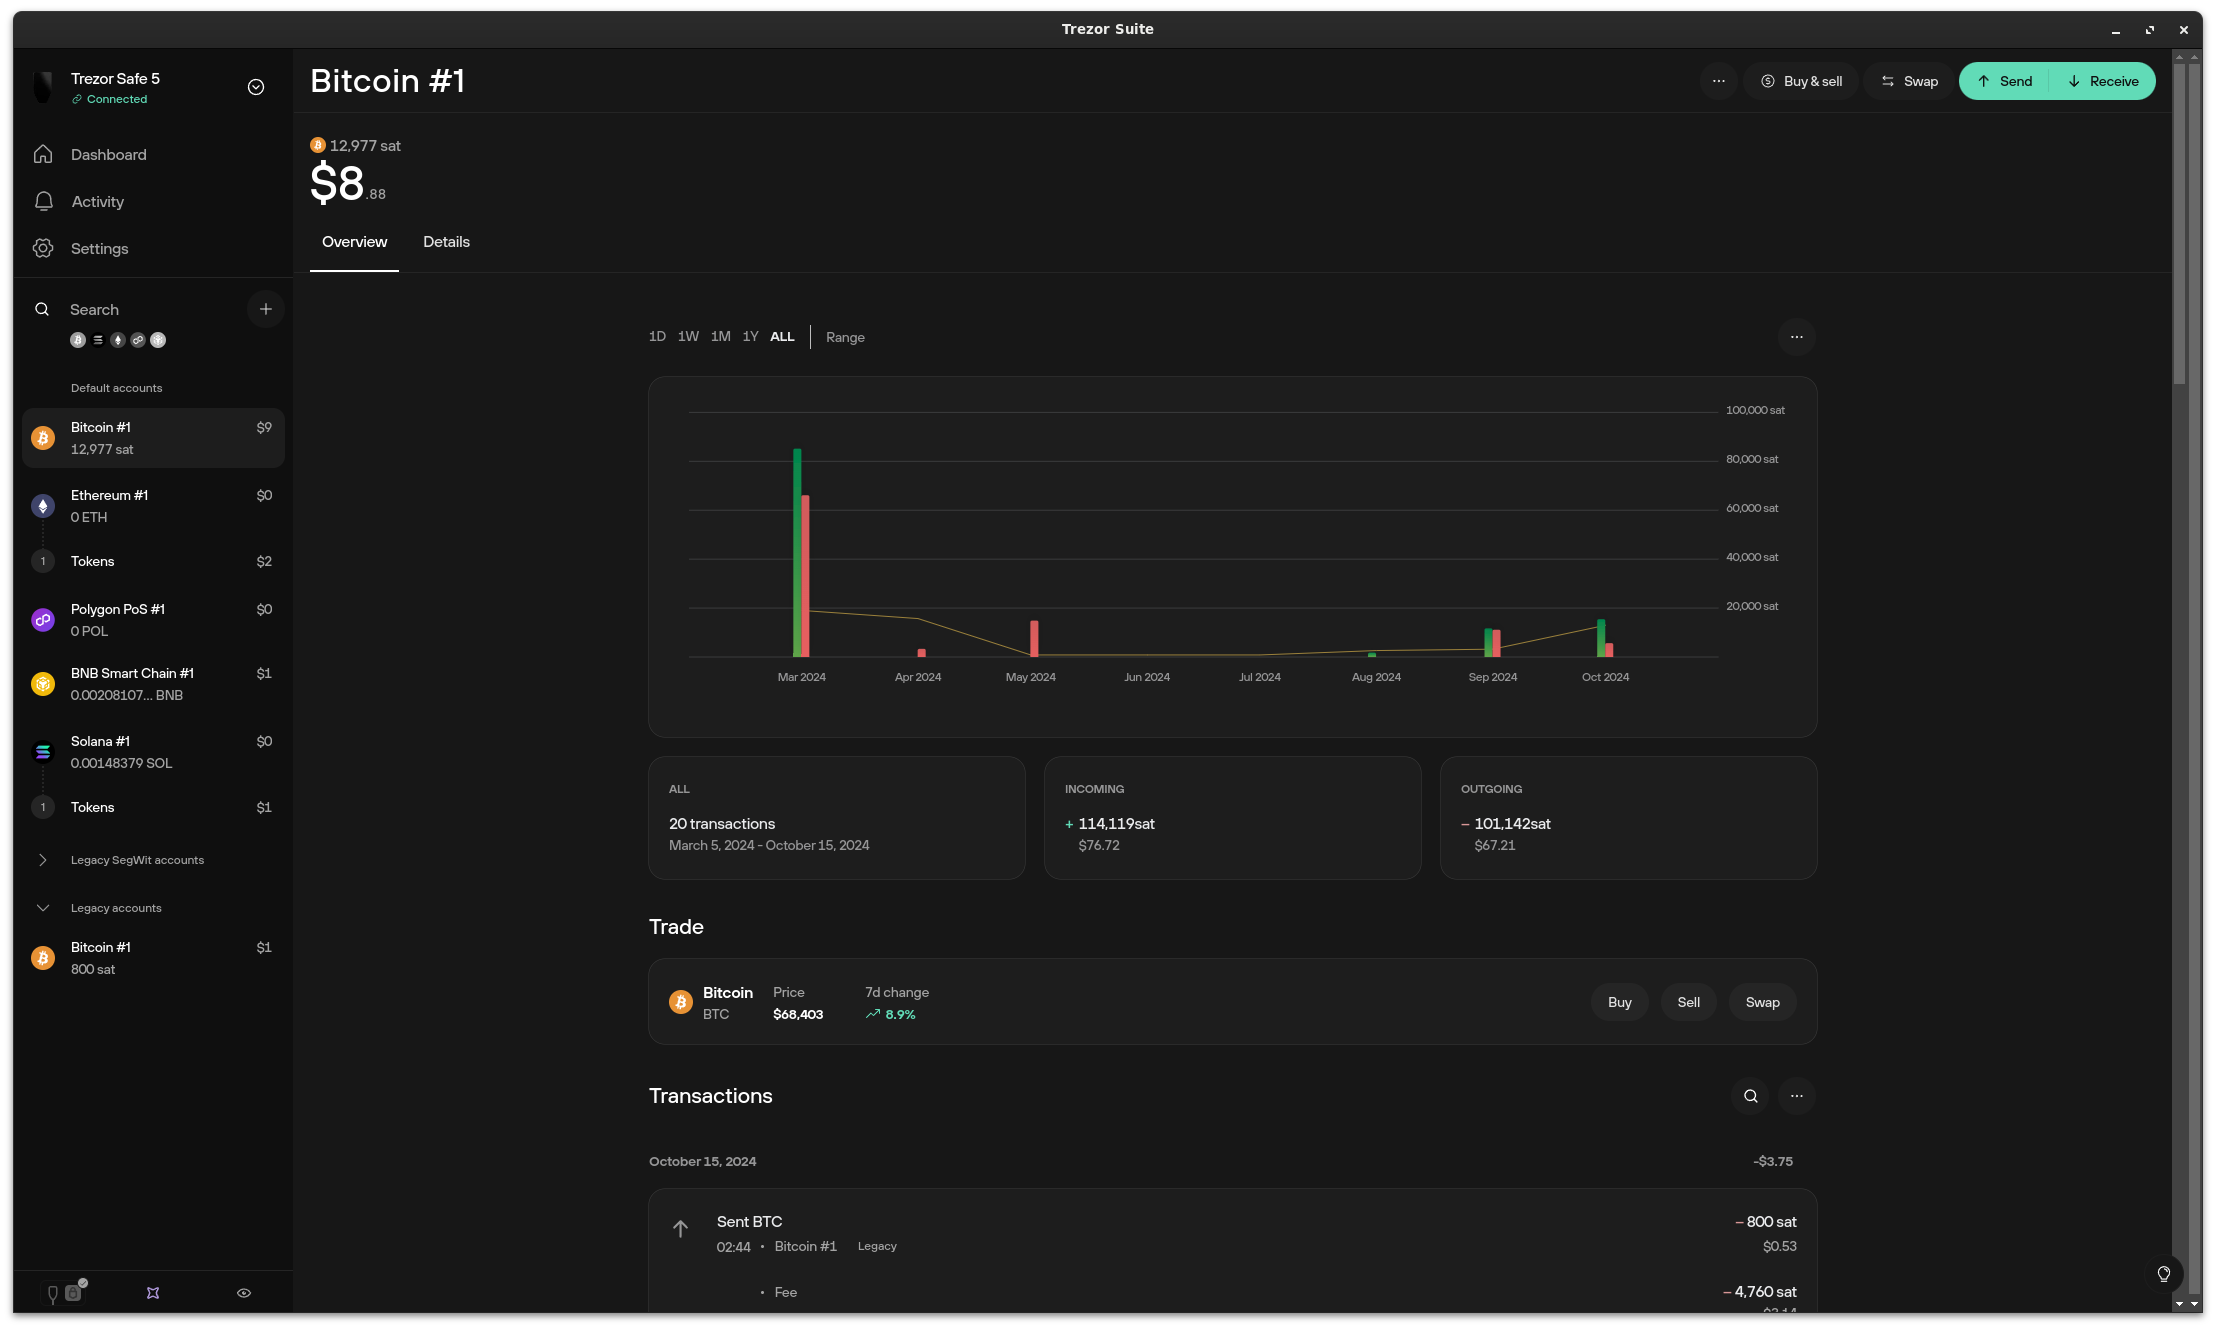 Trezor Suite
Trezor Safe 5
Connected
Dashboard
Activity
Settings
Search
Default accounts
Bitcoin #1 $9
12,977 sat
Ethereum #1 $0
0 ETH
1 Tokens $2
Polygon PoS #1 $0
0 POL
BNB Smart Chain #1 $1
0.00208107... BNB
Solana #1 $0
0.00148379 SOL
1 Tokens $1
Legacy SegWit accounts
Legacy accounts
Bitcoin #1 $1
800 sat
Bitcoin #1
Buy & sell
Swap
Send
Receive
12,977 sat
$8.88
Overview Details
1D 1W 1M 1Y ALL Range
100,000 sat
80,000 sat
60,000 sat
40,000 sat
20,000 sat
Mar 2024 Apr 2024 May 2024 Jun 2024 Jul 2024 Aug 2024 Sep 2024 Oct 2024
ALL
20 transactions
March 5, 2024 - October 15, 2024
INCOMING
+ 114,119sat
$76.72
OUTGOING
– 101,142sat
$67.21
Trade
Bitcoin Price 7d change
BTC $68,403 8.9%
Buy Sell Swap
Transactions
October 15, 2024 -$3.75
Sent BTC – 800 sat
02:44 • Bitcoin #1 Legacy $0.53
• Fee – 4,760 sat